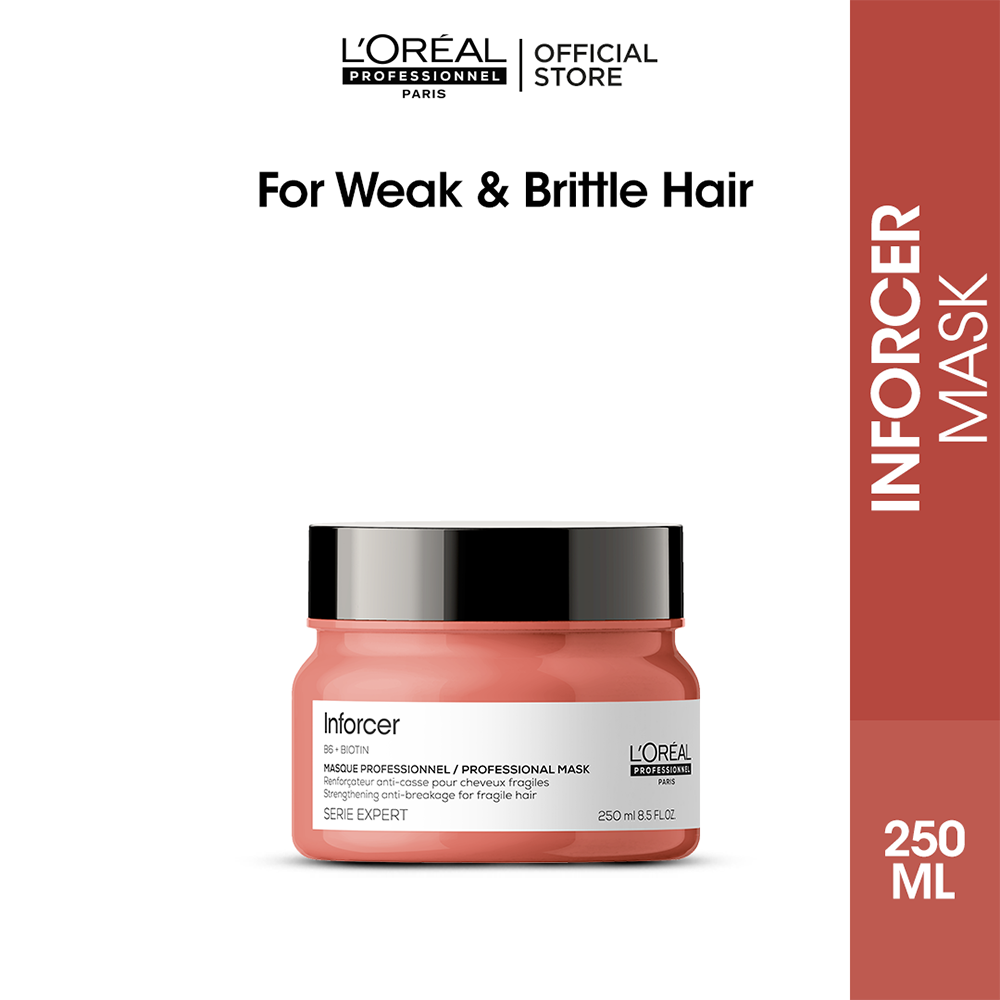 L'ORÉAL
PROFESSIONNEL
PARIS
OFFICIAL
STORE
For Weak & Brittle Hair
INFORCER
MASK
Inforcer
B6 + BIOTIN
MASQUE PROFESSIONNEL / PROFESSIONAL MASK
Renforçateur anti-casse pour cheveux fragiles
Strengthening anti-breakage for fragile hair
SERIE EXPERT
L'ORÉAL
PROFESSIONNEL
PARIS
250 ml 8.5 FL.OZ.
250
ML